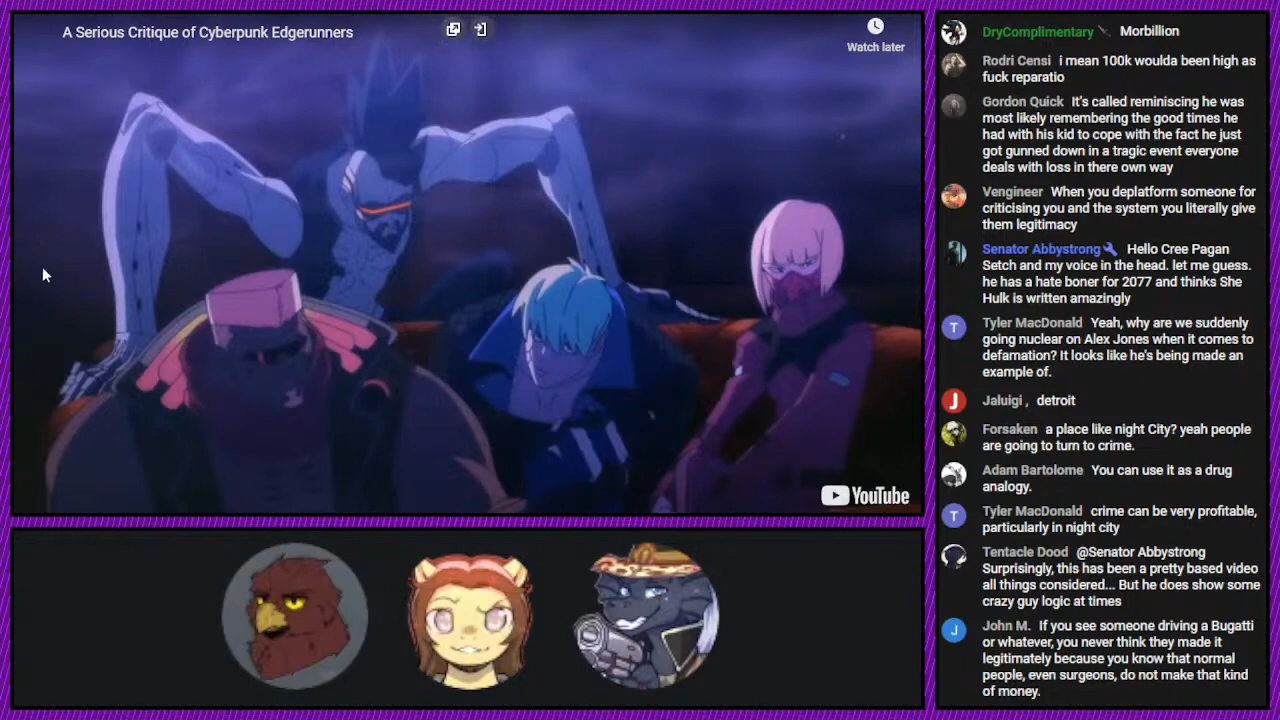 A Serious Critique of Cyberpunk Edgerunners
Watch later
YouTube
DryComplimentary Morbillion
Rodri Censi i mean 100k woulda been high as
fuck reparatio
Gordon Quick It's called reminiscing he was
most likely remembering the good times he
had with his kid to cope with the fact he just
got gunned down in a tragic event everyone
deals with loss in there own way
Vengineer When you deplatform someone for
criticising you and the system you literally give
them legitimacy
Senator Abbystrong Hello Cree Pagan
Setch and my voice in the head. let me guess.
he has a hate boner for 2077 and thinks She
Hulk is written amazingly
T
Tyler MacDonald Yeah, why are we suddenly
going nuclear on Alex Jones when it comes to
defamation? It looks like he's being made an
example of.
J
Jaluigi , detroit
Forsaken a place like night City? yeah people
are going to turn to crime.
Adam Bartolome You can use it as a drug
analogy.
T
Tyler MacDonald crime can be very profitable,
particularly in night city
Tentacle Dood @Senator Abbystrong
Surprisingly, this has been a pretty based video
all things considered... But he does show some
crazy guy logic at times
J
John M. If you see someone driving a Bugatti
or whatever, you never think they made it
legitimately because you know that normal
people, even surgeons, do not make that kind
of money.